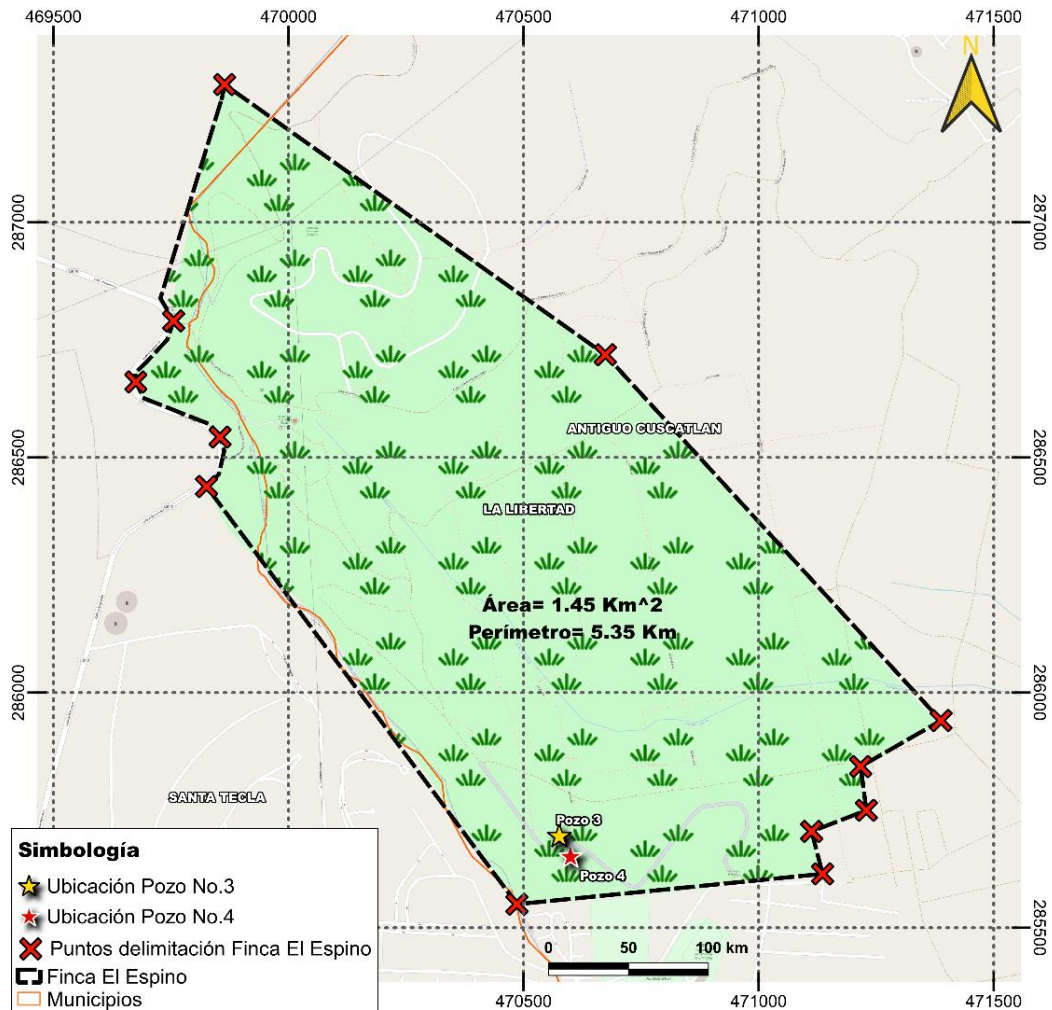 469500 470000 470500 471000 471500
N
287000 287000
ANTIGUO CUSCATLAN
286500 286500
LA LIBERTAD
Área= 1.45 Km^2
Perímetro= 5.35 Km
286000 286000
SANTA TECLA
Pozo 3
Pozo 4
285500 285500
0 50 100 km
Simbología
Ubicación Pozo No.3
Ubicación Pozo No.4
Puntos delimitación Finca El Espino
Finca El Espino
Municipios
470500 471000 471500